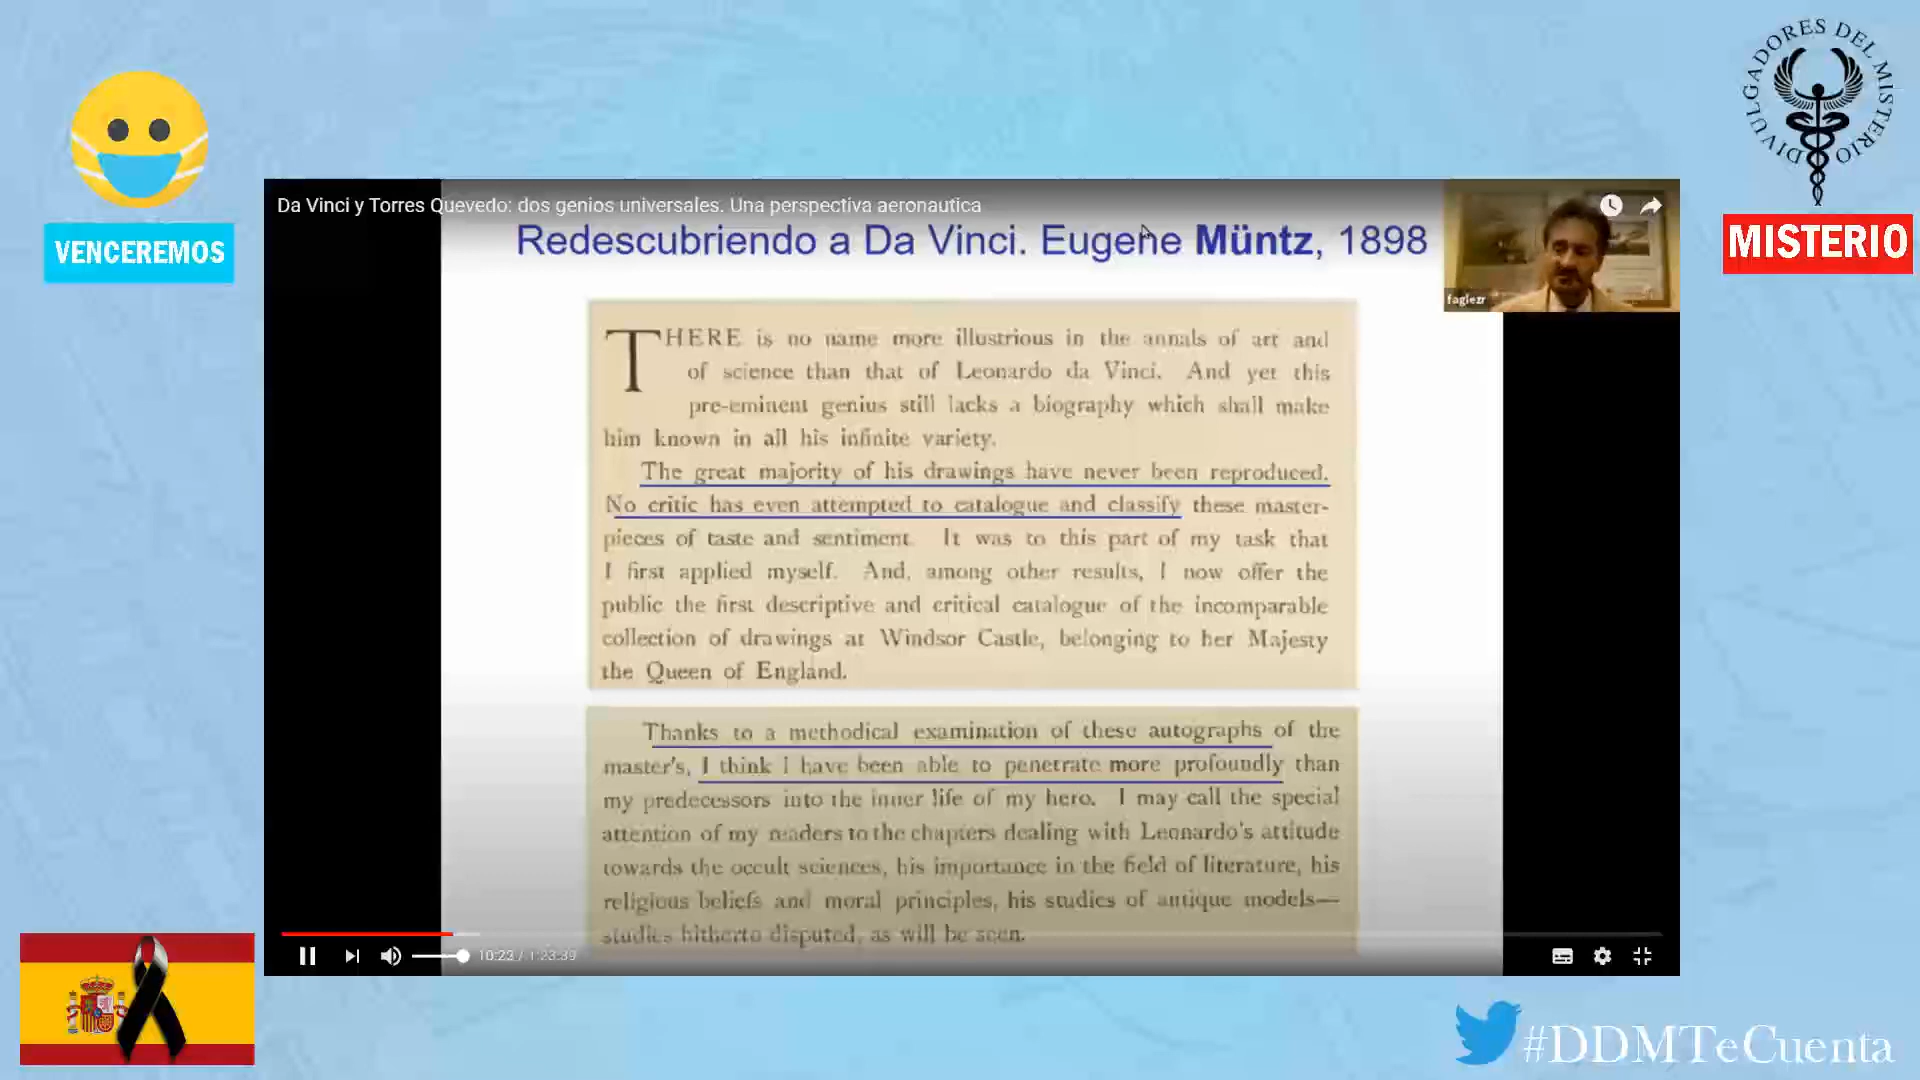 DIVULGADORES DEL MISTERIO
VENCEREMOS
MISTERIO
Da Vinci y Torres Quevedo: dos genios universales. Una perspectiva aeronautica
Redescubriendo a Da Vinci. Eugene Müntz, 1898
faglezr
THERE is no name more illustrious in the annals of art and
of science than that of Leonardo da Vinci. And yet this
pre-eminent genius still lacks a biography which shall make
him known in all his infinite variety.
The great majority of his drawings have never been reproduced.
No critic has even attempted to catalogue and classify these master-
pieces of taste and sentiment. It was to this part of my task that
I first applied myself. And, among other results, I now offer the
public the first descriptive and critical catalogue of the incomparable
collection of drawings at Windsor Castle, belonging to her Majesty
the Queen of England.
Thanks to a methodical examination of these autographs of the
master's, I think I have been able to penetrate more profoundly than
my predecessors into the inner life of my hero. I may call the special
attention of my readers to the chapters dealing with Leonardo's attitude
towards the occult sciences, his importance in the field of literature, his
religious beliefs and moral principles, his studies of antique models—
studies hitherto disputed, as will be seen.
10:23 / 1:23:39
#DDMTeCuenta